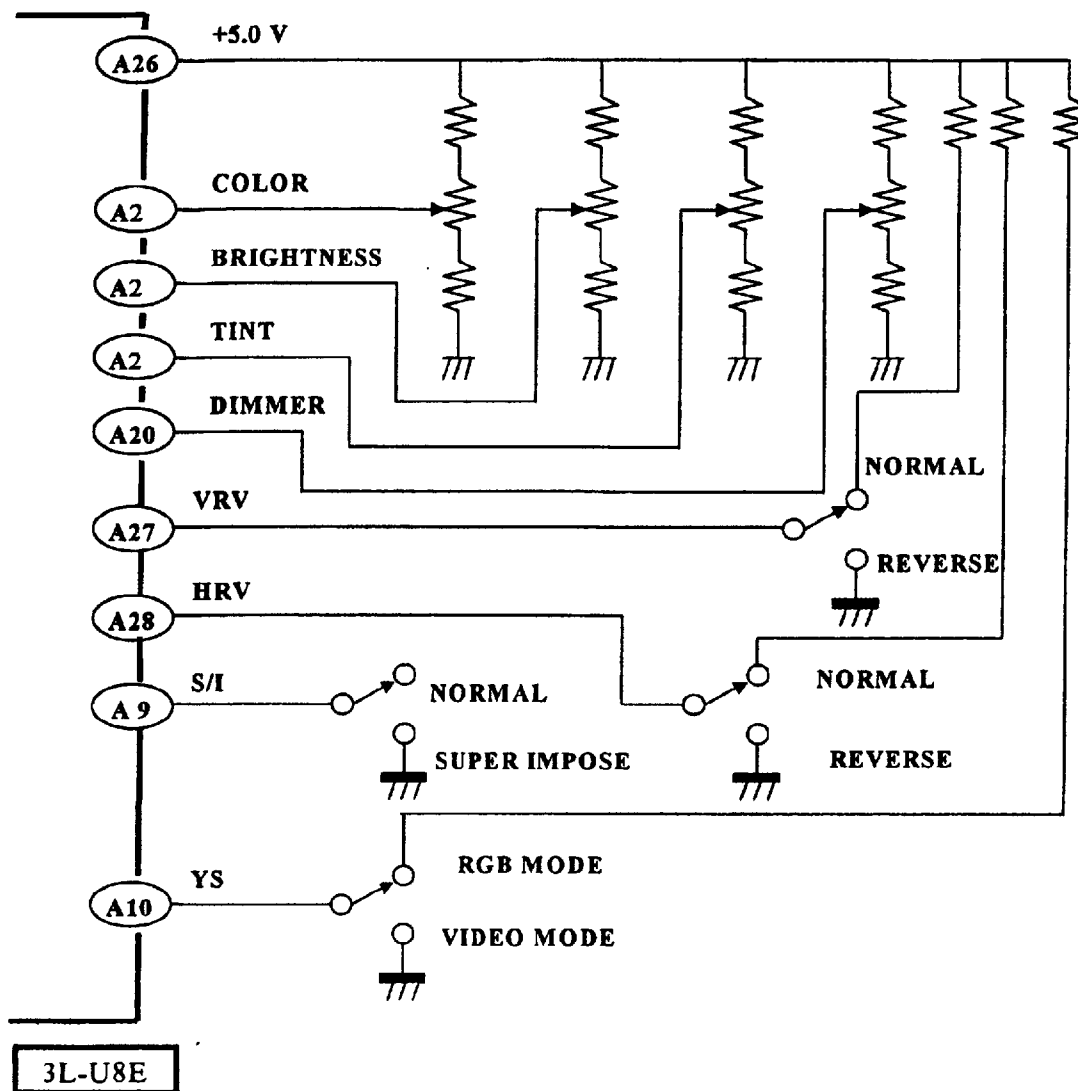 +5.0 V
A26
COLOR
A2
BRIGHTNESS
A2
TINT
A2
DIMMER
A20
NORMAL
VRV
A27
REVERSE
HRV
A28
S/I
NORMAL
NORMAL
A 9
SUPER IMPOSE
REVERSE
RGB MODE
YS
A10
VIDEO MODE
3L-U8E